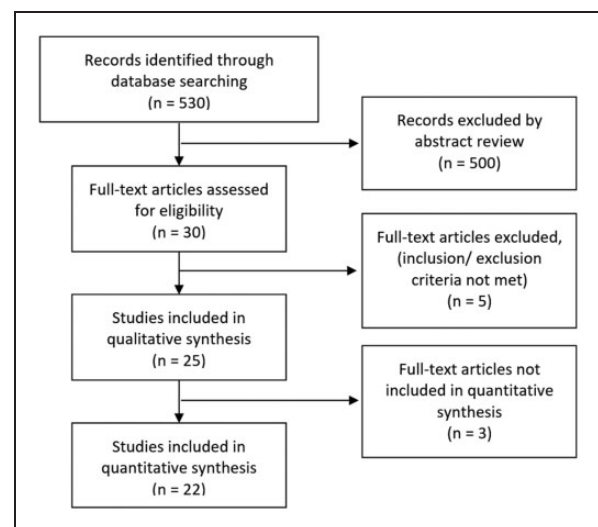 Records identified through
database searching
(n = 530)
Records excluded by
abstract review
(n = 500)
Full-text articles assessed
for eligibility
(n = 30)
Full-text articles excluded,
(inclusion/ exclusion
criteria not met)
(n = 5)
Studies included in
qualitative synthesis
(n = 25)
Full-text articles not
included in quantitative
synthesis
(n = 3)
Studies included in
quantitative synthesis
(n = 22)